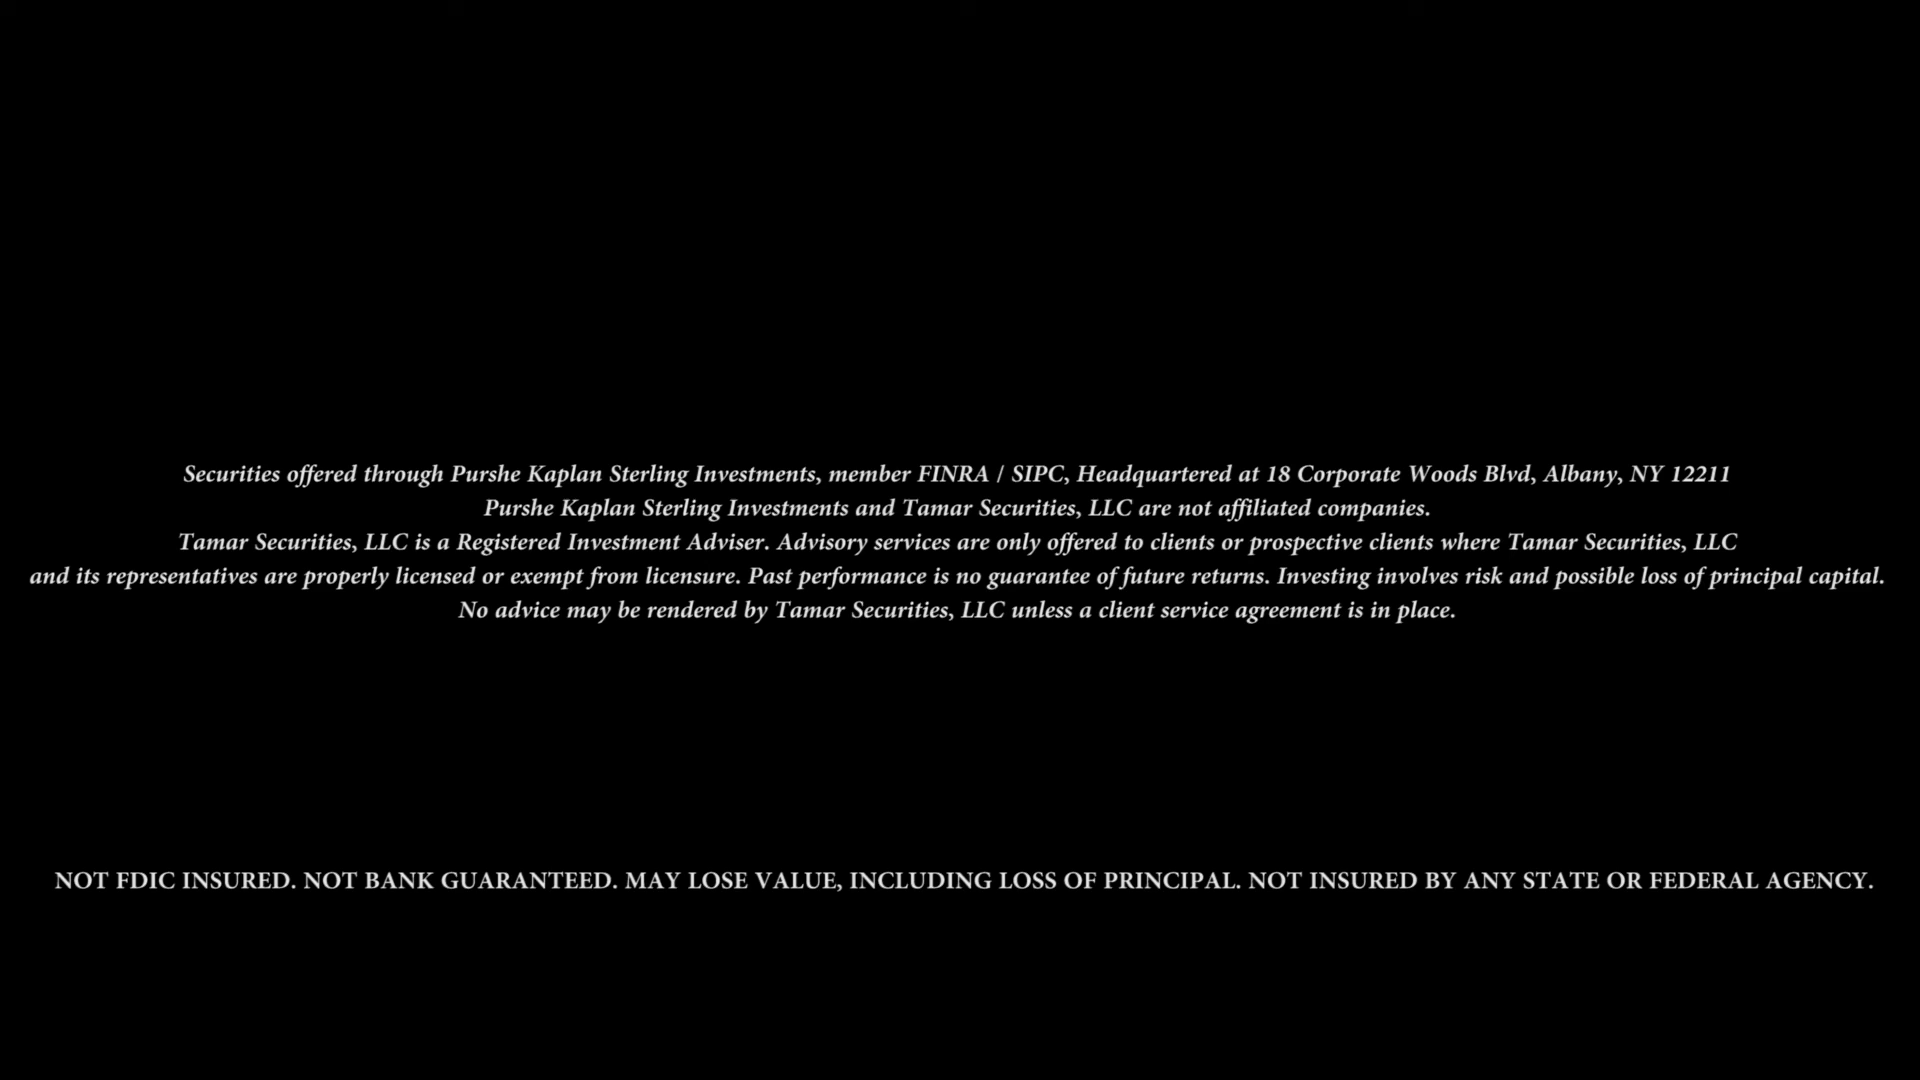 Securities offered through Purshe Kaplan Sterling Investments, member FINRA / SIPC, Headquartered at 18 Corporate Woods Blvd, Albany, NY 12211
Purshe Kaplan Sterling Investments and Tamar Securities, LLC are not affiliated companies.
Tamar Securities, LLC is a Registered Investment Adviser. Advisory services are only offered to clients or prospective clients where Tamar Securities, LLC
and its representatives are properly licensed or exempt from licensure. Past performance is no guarantee of future returns. Investing involves risk and possible loss of principal capital.
No advice may be rendered by Tamar Securities, LLC unless a client service agreement is in place.
NOT FDIC INSURED. NOT BANK GUARANTEED. MAY LOSE VALUE, INCLUDING LOSS OF PRINCIPAL. NOT INSURED BY ANY STATE OR FEDERAL AGENCY.